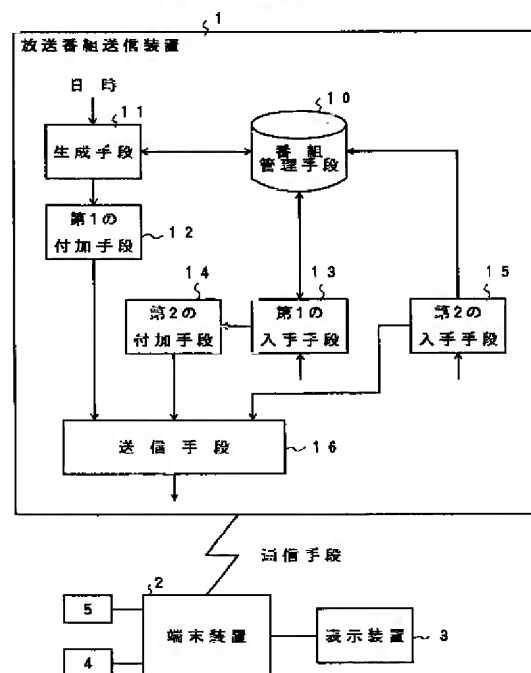 1
放送番組送信装置
日時
11
生成手段
10
番組
管理手段
第1の
付加手段
12
14
第2の
付加手段
13
第1の
入手手段
15
第2の
入手手段
送信手段
16
通信手段
2
5
端末装置
表示装置
3
4